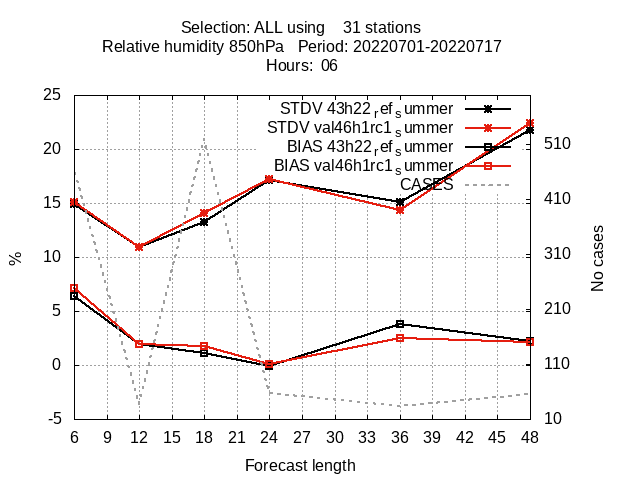 Selection: ALL using    31 stations
Relative humidity 850hPa   Period: 20220701-20220717
Hours:  06
STDV 43h22_ref_summer
STDV val46h1rc1_summer
BIAS 43h22_ref_summer
BIAS val46h1rc1_summer
CASES
25
20
15
10
5
0
-5
%
510
410
310
210
110
10
No cases
6 9 12 15 18 21 24 27 30 33 36 39 42 45 48
Forecast length